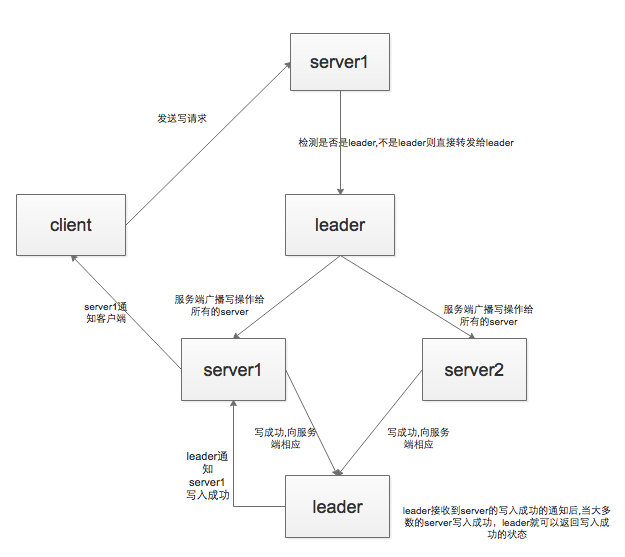 server1
发送写请求
检测是否是leader,不是leader则直接转发给leader
client
leader
服务端广播写操作给
所有的server
服务端广播写操作给
所有的server
server1通
知客户端
server1
server2
写成功,向服务
端相应
写成功,向服务
端相应
leader通
知
server1
写入成功
leader
leader接收到server的写入成功的通知后,当大多
数的server写入成功，leader就可以返回写入成
功的状态